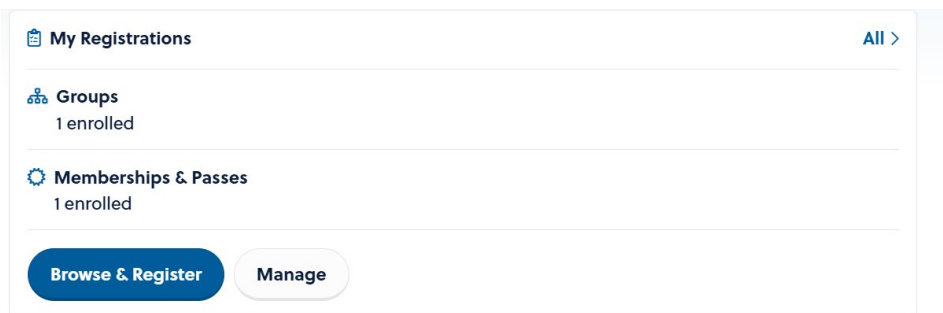 My Registrations
All
Groups
1 enrolled
Memberships & Passes
1 enrolled
Browse & Register
Manage